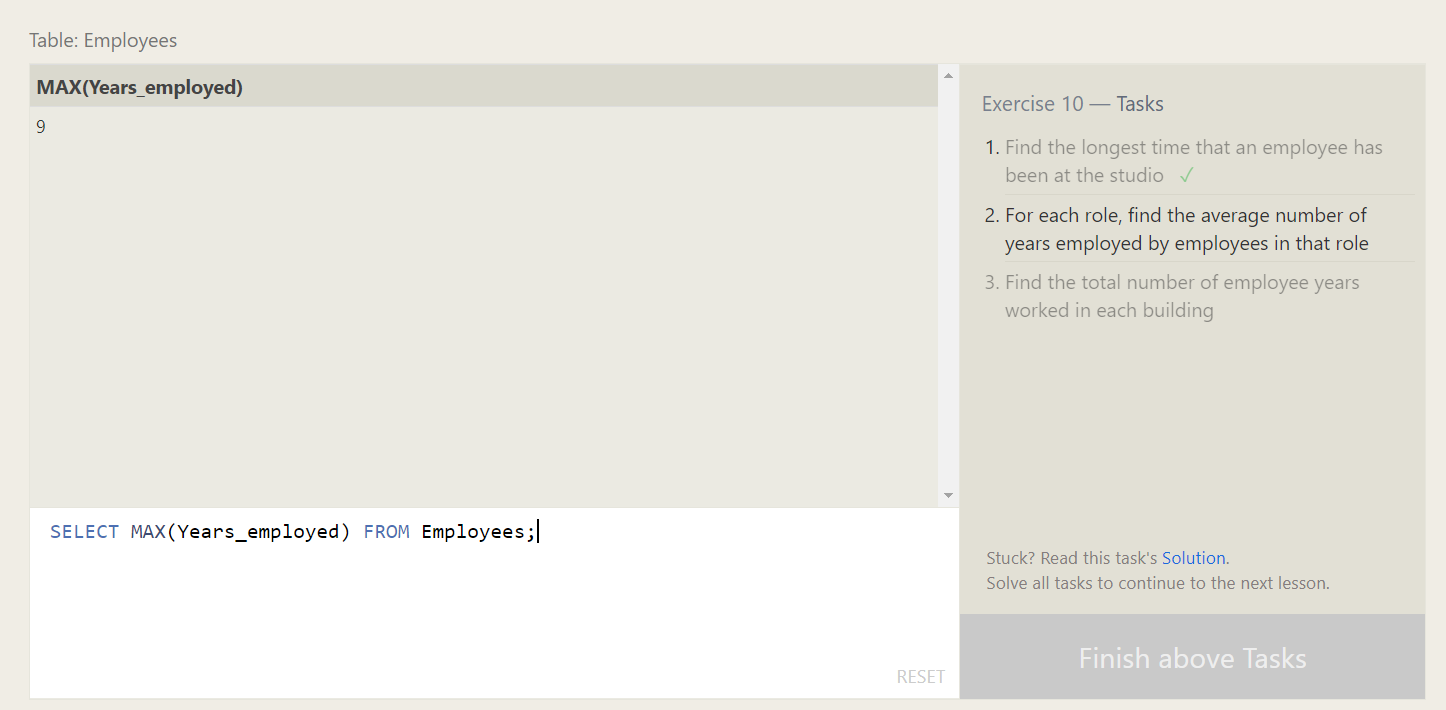 Table: Employees
MAX(Years_employed)
9
SELECT MAX(Years_employed) FROM Employees;
RESET
Exercise 10 — Tasks
1. Find the longest time that an employee has
been at the studio ✓
2. For each role, find the average number of
years employed by employees in that role
3. Find the total number of employee years
worked in each building
Stuck? Read this task's Solution.
Solve all tasks to continue to the next lesson.
Finish above Tasks